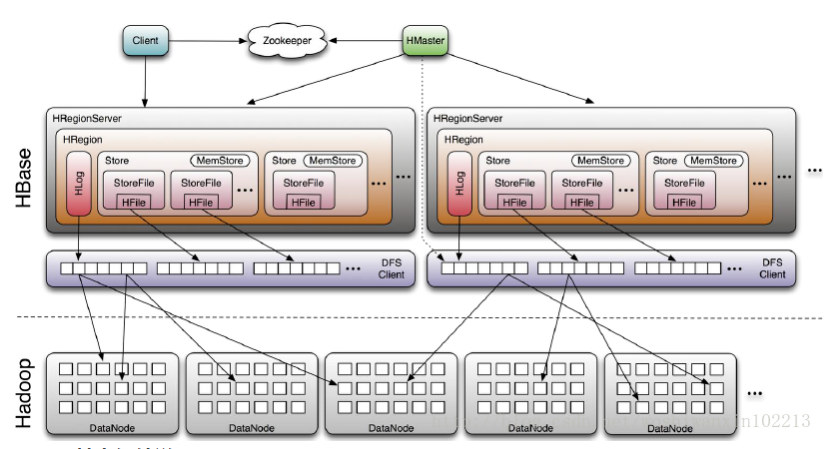 Client
Zookeeper
HMaster
HBase
HRegionServer
HRegion
HLog
Store
MemStore
StoreFile
HFile
StoreFile
HFile
...
Store
MemStore
StoreFile
HFile
...
...
HRegionServer
HRegion
HLog
Store
MemStore
StoreFile
HFile
StoreFile
HFile
...
Store
MemStore
StoreFile
HFile
...
...
...
...
DFS
Client
...
DFS
Client
Hadoop
DataNode
DataNode
DataNode
DataNode
DataNode
...